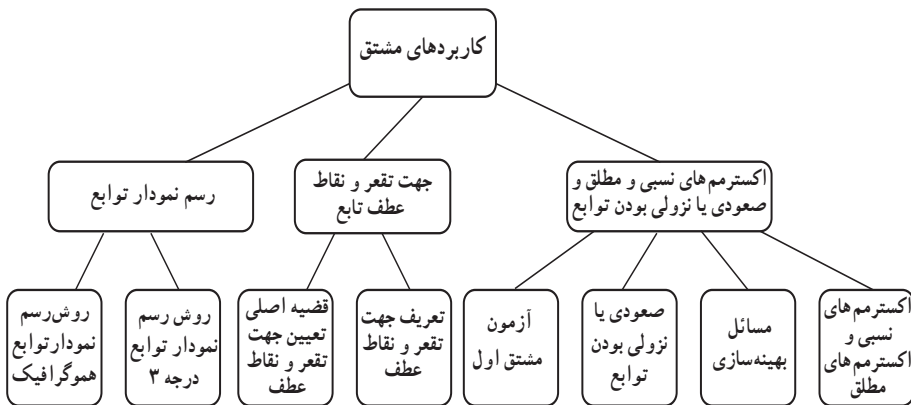 کاربردهای مشتق
اکسترمم‌های نسبی و مطلق و
صعودی یا نزولی بودن توابع
جهت تقعر و نقاط
عطف تابع
رسم نمودار توابع
اکسترمم‌های
نسبی و
اکسترمم‌های
مطلق
مسائل
بهینه‌سازی
صعودی یا
نزولی بودن
توابع
آزمون
مشتق اول
تعریف جهت
تقعر و نقاط
عطف
قضیه اصلی
تعیین جهت
تقعر و نقاط
عطف
روش رسم
نمودار توابع
درجه ۳
روش رسم
نمودار توابع
هموگرافیک